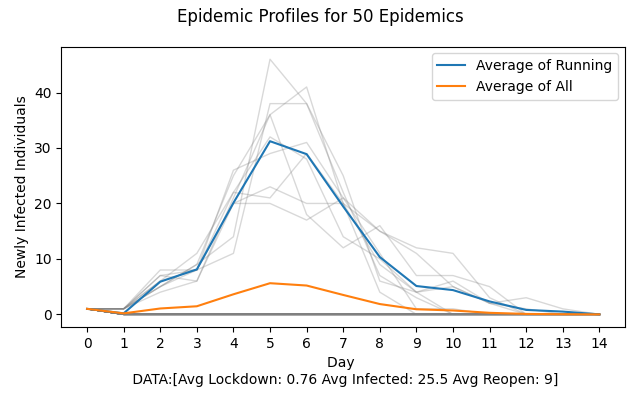 Epidemic Profiles for 50 Epidemics
Average of Running
Average of All
Newly Infected Individuals
40
30
20
10
0
0 1 2 3 4 5 6 7 8 9 10 11 12 13 14
Day
DATA:[Avg Lockdown: 0.76 Avg Infected: 25.5 Avg Reopen: 9]